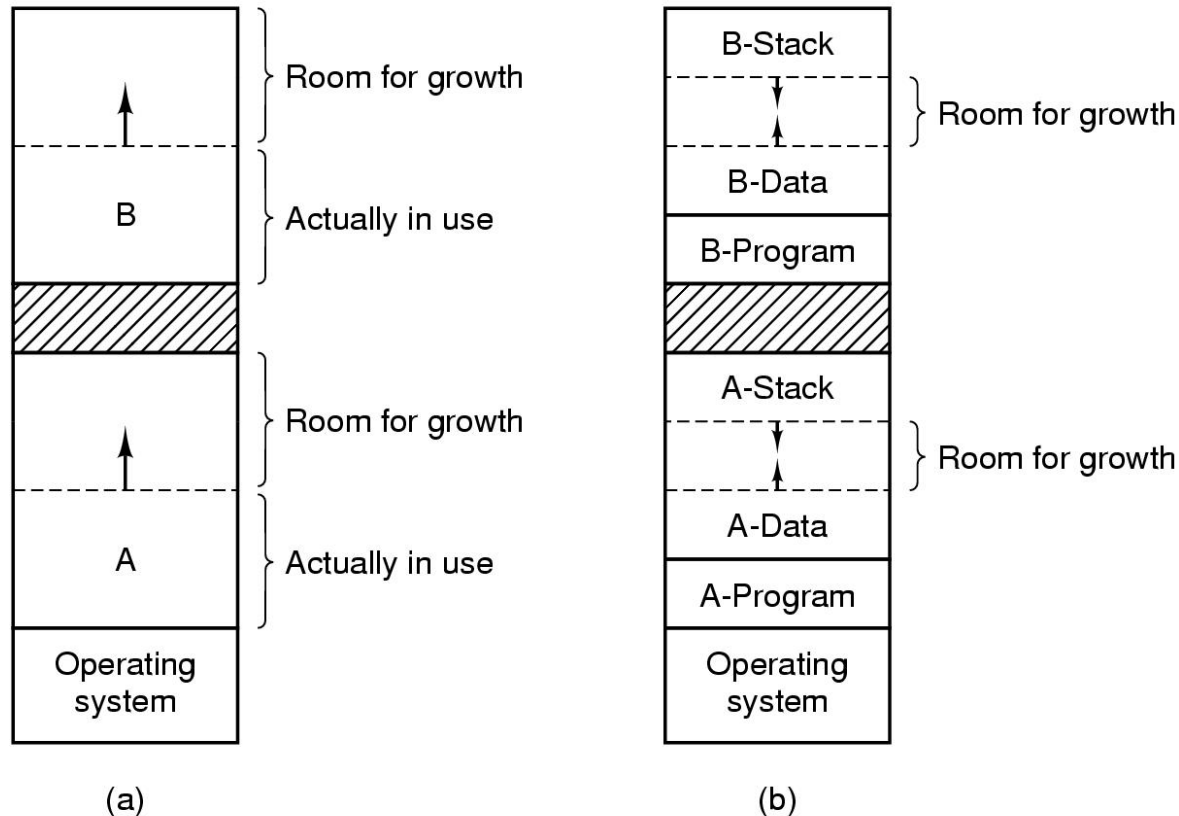 Room for growth
B
Actually in use
Room for growth
A
Actually in use
Operating
system
(a)
B-Stack
Room for growth
B-Data
B-Program
A-Stack
Room for growth
A-Data
A-Program
Operating
system
(b)